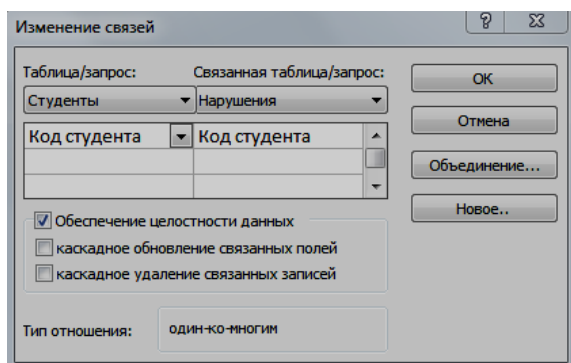 Изменение связей
Таблица/запрос: Связанная таблица/запрос:
Студенты Нарушения
Код студента Код студента
Обеспечение целостности данных
каскадное обновление связанных полей
каскадное удаление связанных записей
Тип отношения: один-ко-многим
ОК
Отмена
Объединение...
Новое..